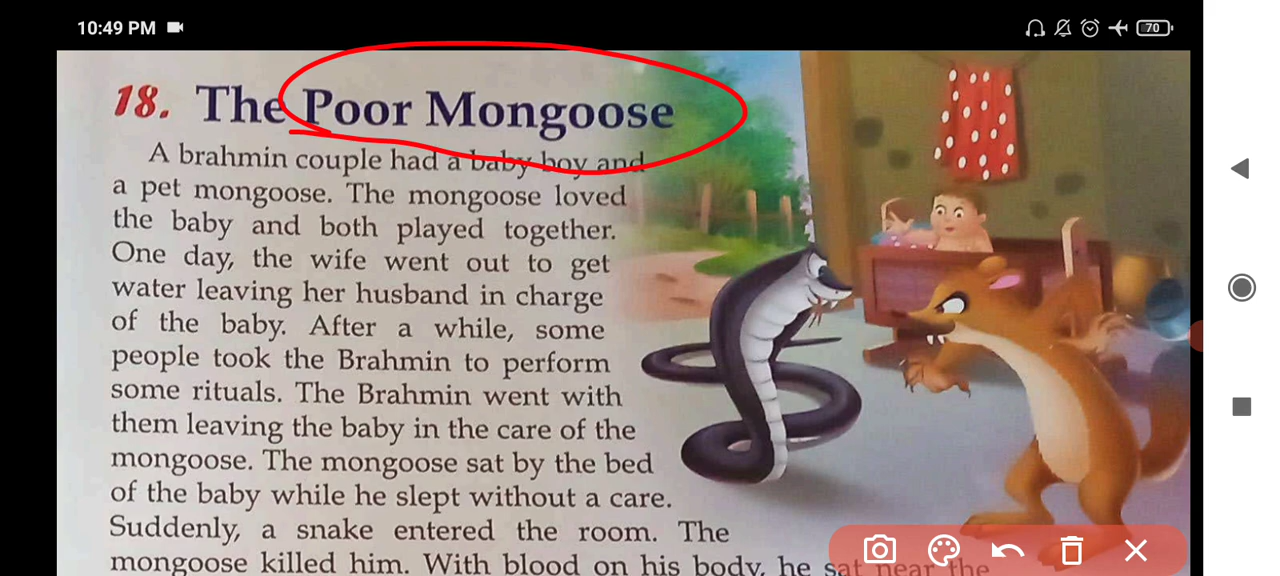 10:49 PM
70
18. The Poor Mongoose
A brahmin couple had a baby boy and
a pet mongoose. The mongoose loved
the baby and both played together.
One day, the wife went out to get
water leaving her husband in charge
of the baby. After a while, some
people took the Brahmin to perform
some rituals. The Brahmin went with
them leaving the baby in the care of the
mongoose. The mongoose sat by the bed
of the baby while he slept without a care.
Suddenly, a snake entered the room. The
mongoose killed him. With blood on his body, he sat near the